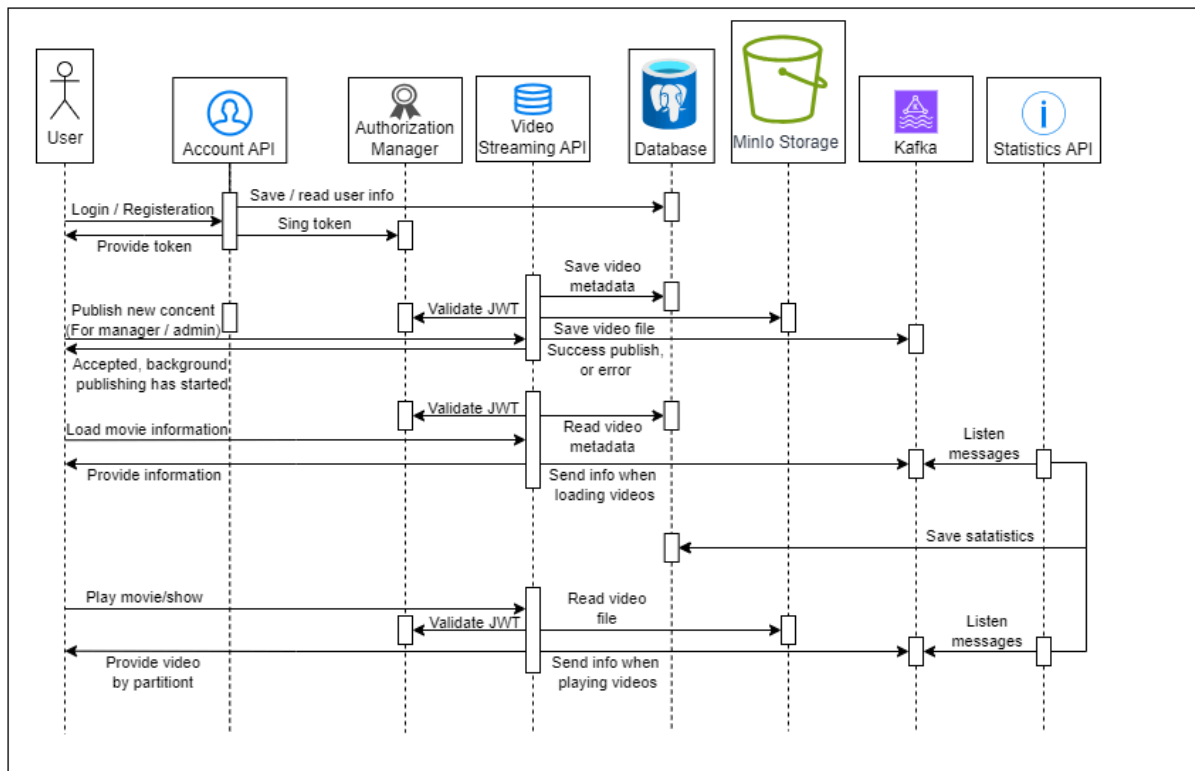 User
Account API
Authorization
Manager
Video
Streaming API
Database
MinIo Storage
Kafka
Statistics API
Save / read user info
Login / Registeration
Sing token
Provide token
Save video
metadata
Publish new concent
(For manager / admin)
Validate JWT
Save video file
Accepted, background
publishing has started
Success publish,
or error
Validate JWT
Load movie information
Read video
metadata
Listen
messages
Provide information
Send info when
loading videos
Save satatistics
Play movie/show
Read video
file
Validate JWT
Listen
messages
Provide video
by partitiont
Send info when
playing videos